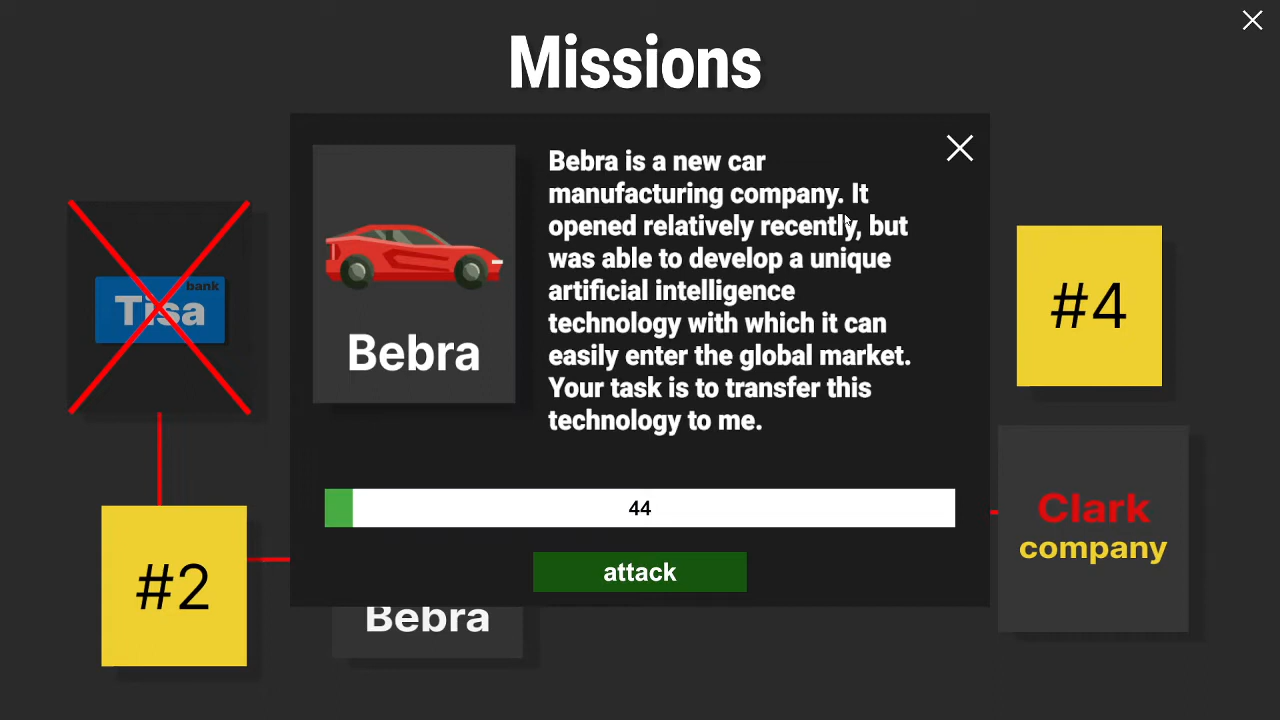 Missions
Bebra is a new car
manufacturing company. It
opened relatively recently, but
was able to develop a unique
artificial intelligence
technology with which it can
easily enter the global market.
Your task is to transfer this
technology to me.
Bebra
bank
Tisa
#4
44
attack
Clark
company
#2
Bebra